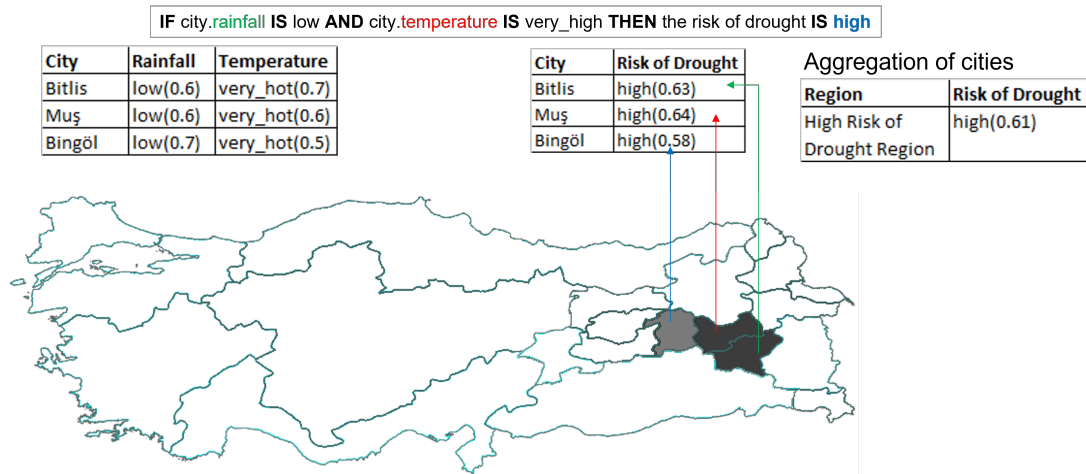 IF city.rainfall IS low AND city.temperature IS very_high THEN the risk of drought IS high
City Rainfall Temperature
Bitlis low(0.6) very_hot(0.7)
Muş low(0.6) very_hot(0.6)
Bingöl low(0.7) very_hot(0.5)
City Risk of Drought
Bitlis high(0.63)
Muş high(0.64)
Bingöl high(0.58)
Aggregation of cities
Region Risk of Drought
High Risk of high(0.61)
Drought Region